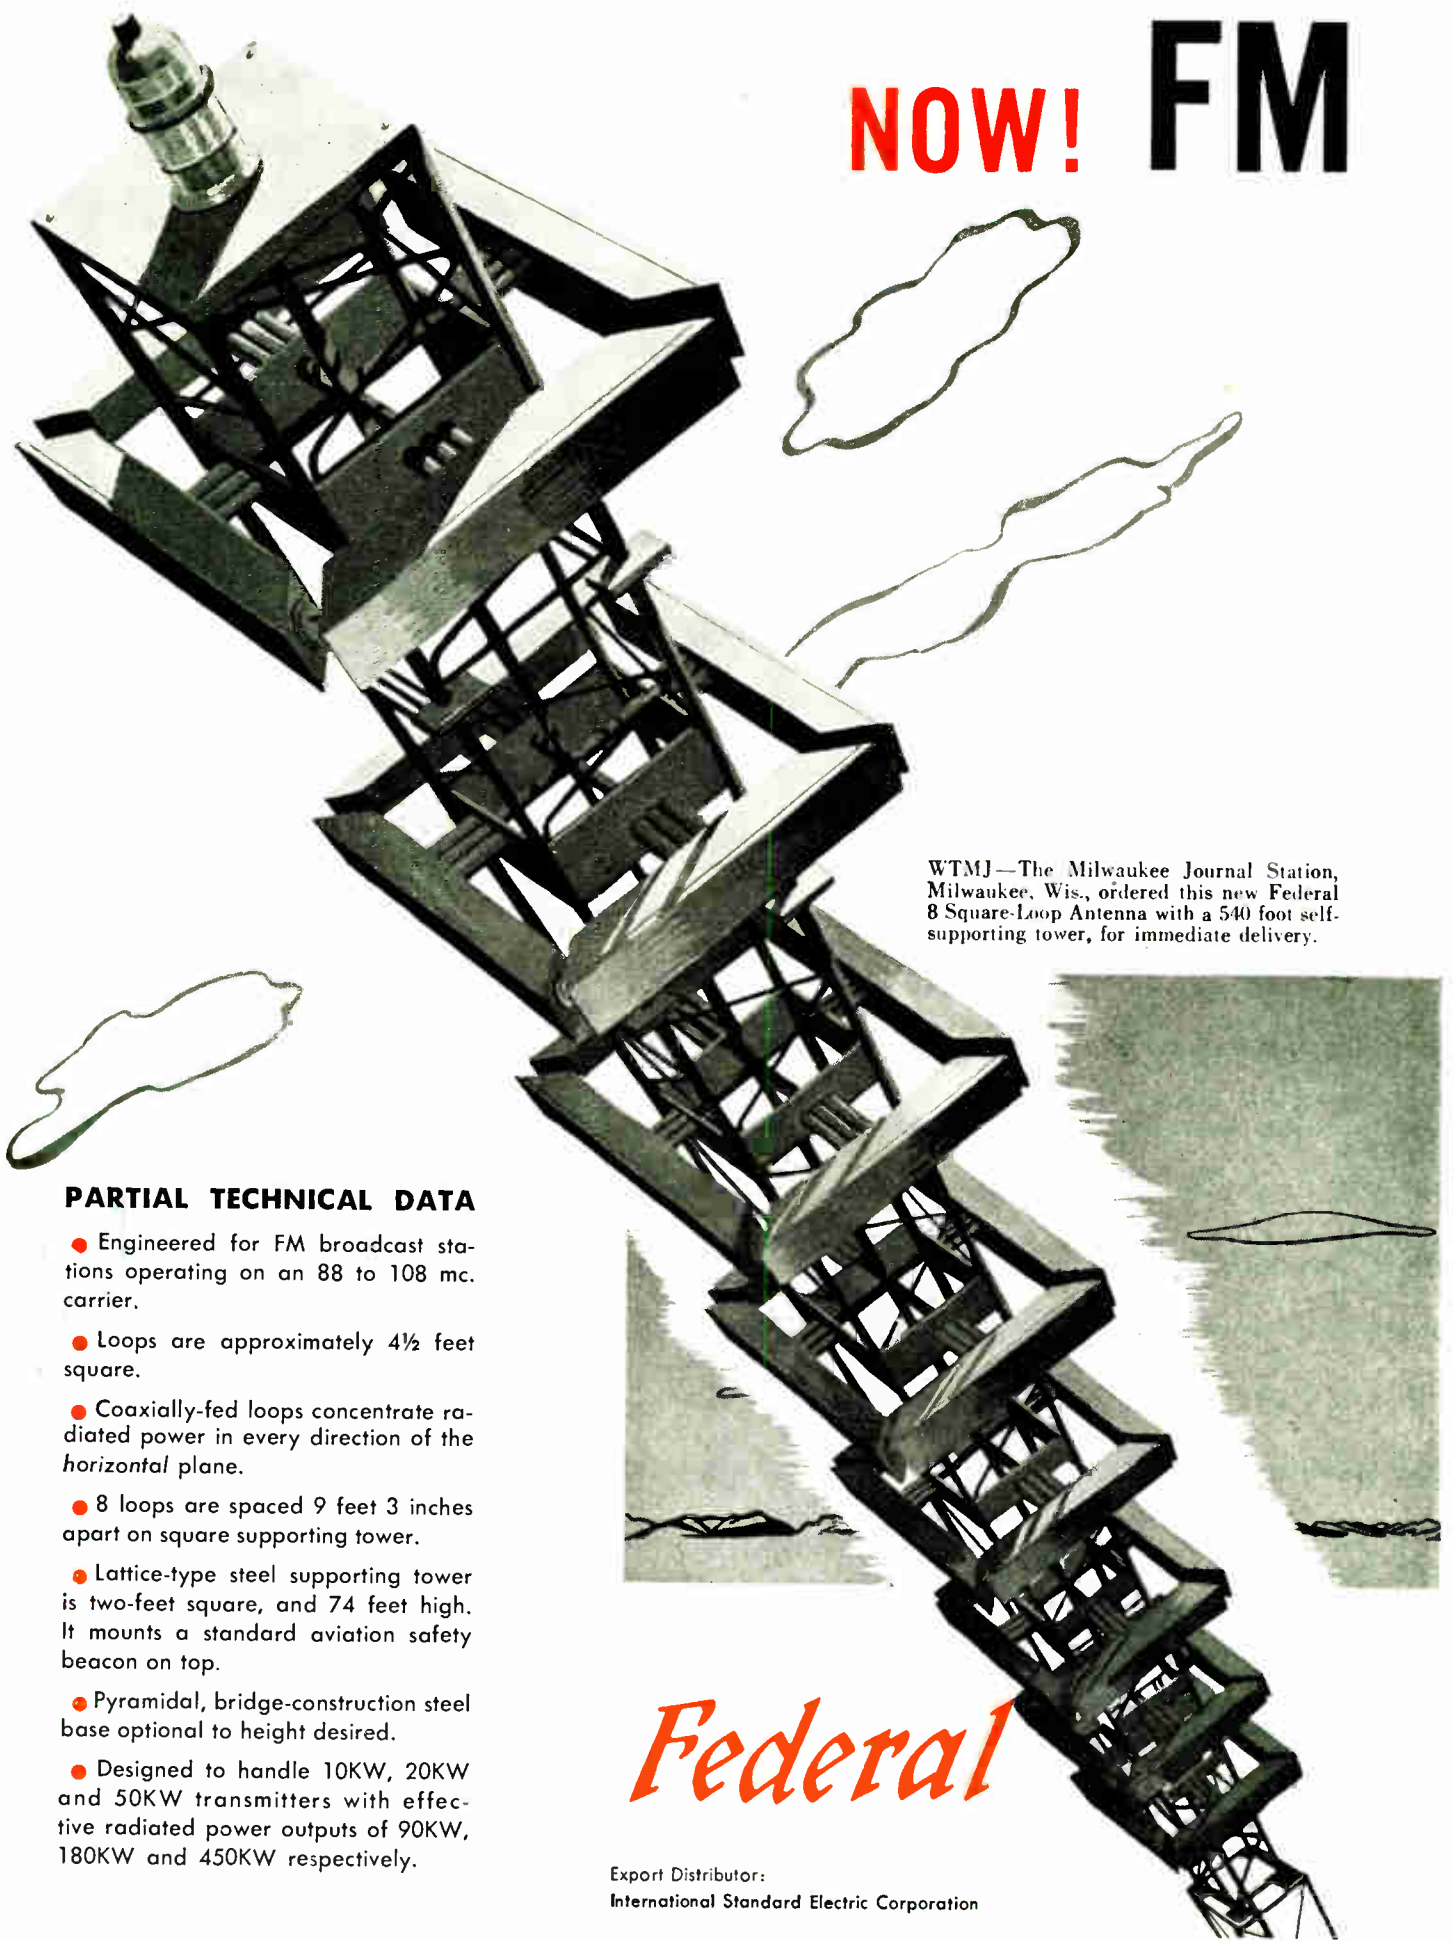 NOW! FM
WTMJ—The Milwaukee Journal Station,
Milwaukee, Wis., ordered this new Federal
8 Square-Loop Antenna with a 540 foot self-
supporting tower, for immediate delivery.
PARTIAL TECHNICAL DATA
● Engineered for FM broadcast sta-
tions operating on an 88 to 108 mc.
carrier.
● Loops are approximately 4½ feet
square.
● Coaxially-fed loops concentrate ra-
diated power in every direction of the
horizontal plane.
● 8 loops are spaced 9 feet 3 inches
apart on square supporting tower.
● Lattice-type steel supporting tower
is two-feet square, and 74 feet high.
It mounts a standard aviation safety
beacon on top.
● Pyramidal, bridge-construction steel
base optional to height desired.
● Designed to handle 10KW, 20KW
and 50KW transmitters with effec-
tive radiated power outputs of 90KW,
180KW and 450KW respectively.
Federal
Export Distributor:
International Standard Electric Corporation